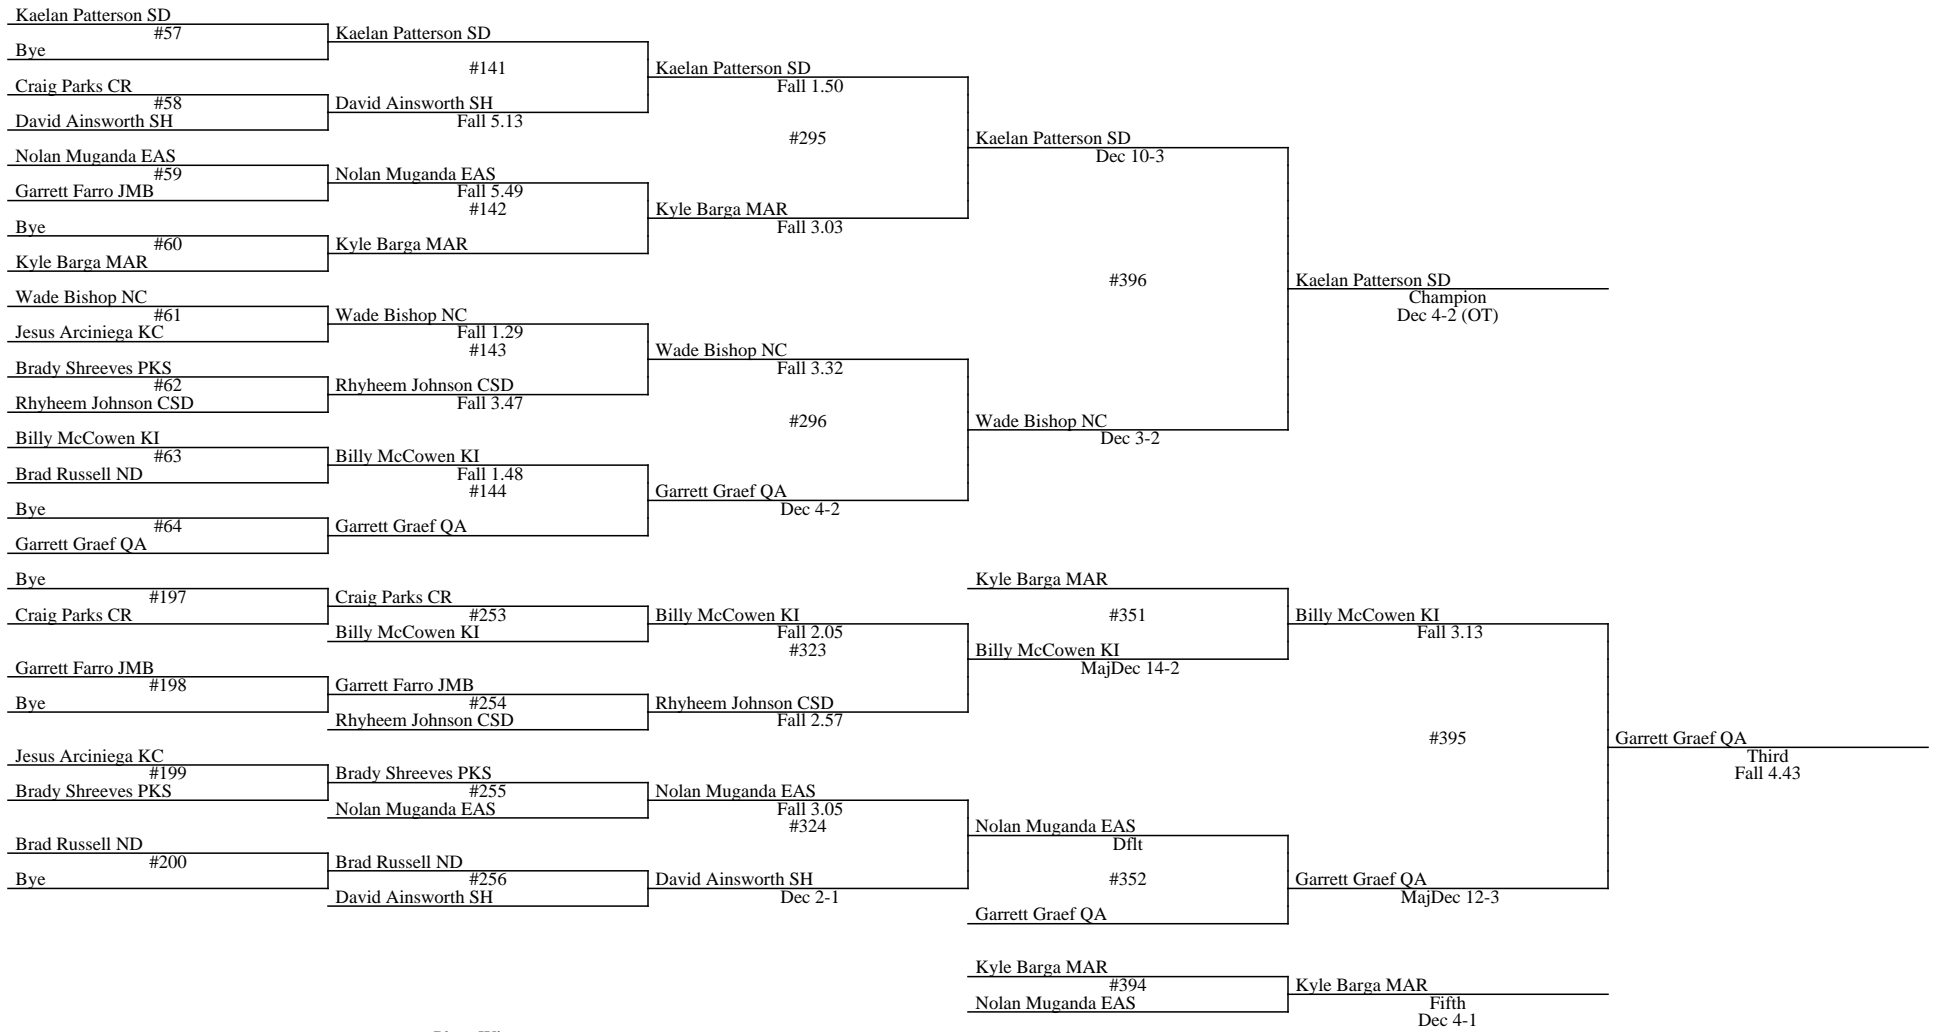 Kaelan Patterson SD
#57
Bye
Kaelan Patterson SD
#141
Craig Parks CR
#58
David Ainsworth SH
David Ainsworth SH
Fall 5.13
Kaelan Patterson SD
Fall 1.50
#295
Nolan Muganda EAS
#59
Garrett Farro JMB
Nolan Muganda EAS
Fall 5.49
#142
Bye
#60
Kyle Barga MAR
Kyle Barga MAR
Kyle Barga MAR
Fall 3.03
Kaelan Patterson SD
Dec 10-3
#396
Wade Bishop NC
#61
Jesus Arciniega KC
Wade Bishop NC
Fall 1.29
#143
Brady Shreeves PKS
#62
Rhyheem Johnson CSD
Rhyheem Johnson CSD
Fall 3.47
Wade Bishop NC
Fall 3.32
#296
Billy McCowen KI
#63
Brad Russell ND
Billy McCowen KI
Fall 1.48
#144
Bye
#64
Garrett Graef QA
Garrett Graef QA
Garrett Graef QA
Dec 4-2
Wade Bishop NC
Dec 3-2
Kaelan Patterson SD
Champion
Dec 4-2 (OT)
Bye
#197
Craig Parks CR
Craig Parks CR
#253
Billy McCowen KI
Billy McCowen KI
Fall 2.05
#323
Garrett Farro JMB
#198
Bye
Garrett Farro JMB
#254
Rhyheem Johnson CSD
Rhyheem Johnson CSD
Fall 2.57
Kyle Barga MAR
#351
Billy McCowen KI
MajDec 14-2
Billy McCowen KI
Fall 3.13
#395
Jesus Arciniega KC
#199
Brady Shreeves PKS
Brady Shreeves PKS
#255
Nolan Muganda EAS
Nolan Muganda EAS
Fall 3.05
#324
Brad Russell ND
#200
Bye
Brad Russell ND
#256
David Ainsworth SH
David Ainsworth SH
Dec 2-1
Nolan Muganda EAS
Dflt
#352
Garrett Graef QA
Garrett Graef QA
MajDec 12-3
Garrett Graef QA
Third
Fall 4.43
Kyle Barga MAR
#394
Nolan Muganda EAS
Kyle Barga MAR
Fifth
Dec 4-1